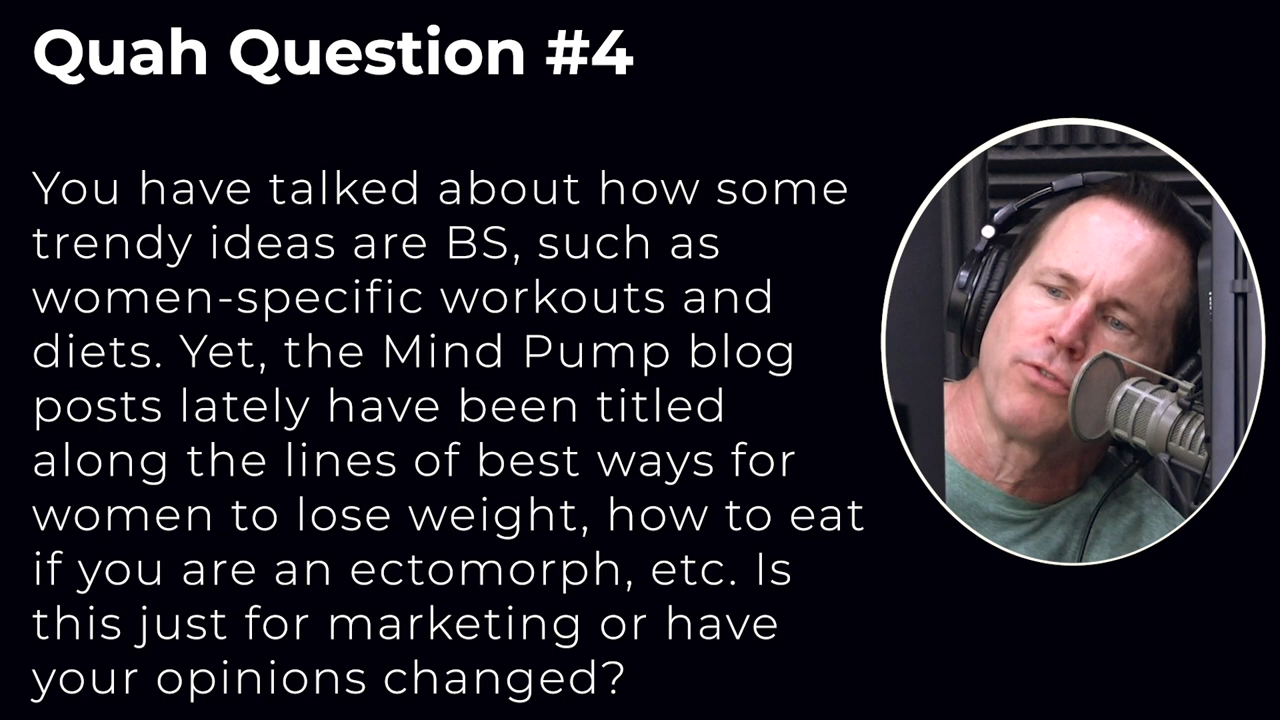 Quah Question #4
You have talked about how some
trendy ideas are BS, such as
women-specific workouts and
diets. Yet, the Mind Pump blog
posts lately have been titled
along the lines of best ways for
women to lose weight, how to eat
if you are an ectomorph, etc. Is
this just for marketing or have
your opinions changed?